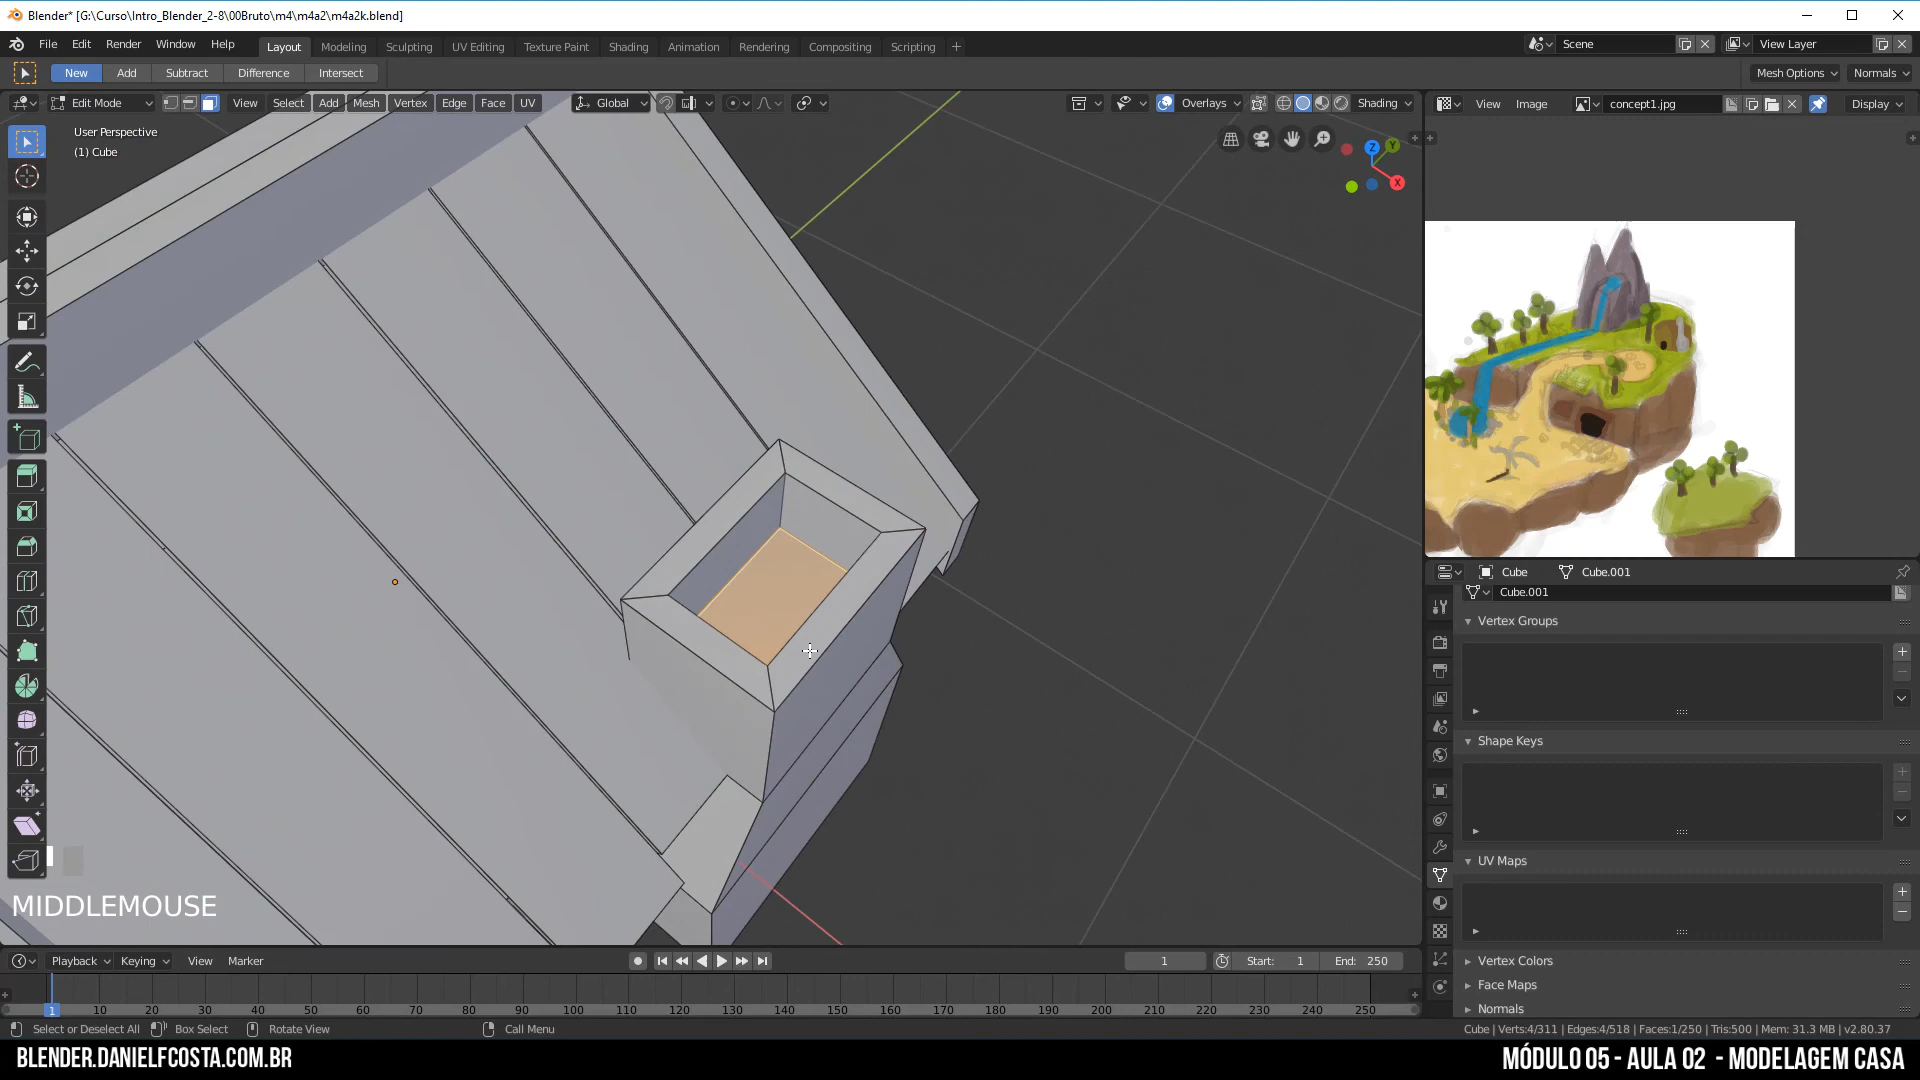 Blender* [G:\Curso\Intro_Blender_2-8\00Bruto\m4\m4a2\m4a2k.blend]
File Edit Render Window Help Layout Modeling Sculpting UV Editing Texture Paint Shading Animation Rendering Compositing Scripting Scene View Layer
New Add Subtract Difference Intersect Mesh Options Normals
Edit Mode View Select Add Mesh Vertex Edge Face UV Global Overlays Shading View Image concept1.jpg Display
User Perspective
(1) Cube
Z Y
X
Cube Cube.001
Cube.001
Vertex Groups
Shape Keys
UV Maps
MIDDLEMOUSE
Playback Keying View Marker 1 Start: 1 End: 250
Vertex Colors
Face Maps
1 10 20 30 40 50 60 70 80 90 100 110 120 130 140 150 160 170 180 190 200 210 220 230 240 250
Normals
Select or Deselect All Box Select Rotate View Call Menu Cube | Verts:4/311 | Edges:4/518 | Faces:1/250 | Tris:500 | Mem: 31.3 MB | v2.80.37
BLENDER.DANIELFCOSTA.COM.BR MÓDULO 05 - AULA 02 - MODELAGEM CASA